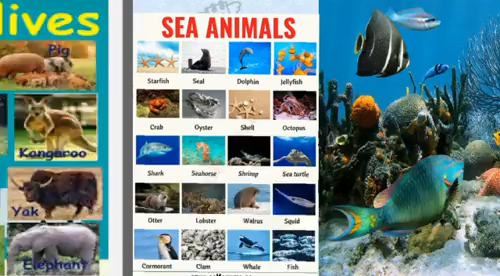 lives
Pig
Kangaroo
Yak
Elephant
SEA ANIMALS
Starfish Seal Dolphin Jellyfish
Crab Oyster Shell Octopus
Shark Seahorse Shrimp Sea turtle
Otter Lobster Walrus Squid
Cormorant Clam Whale Fish